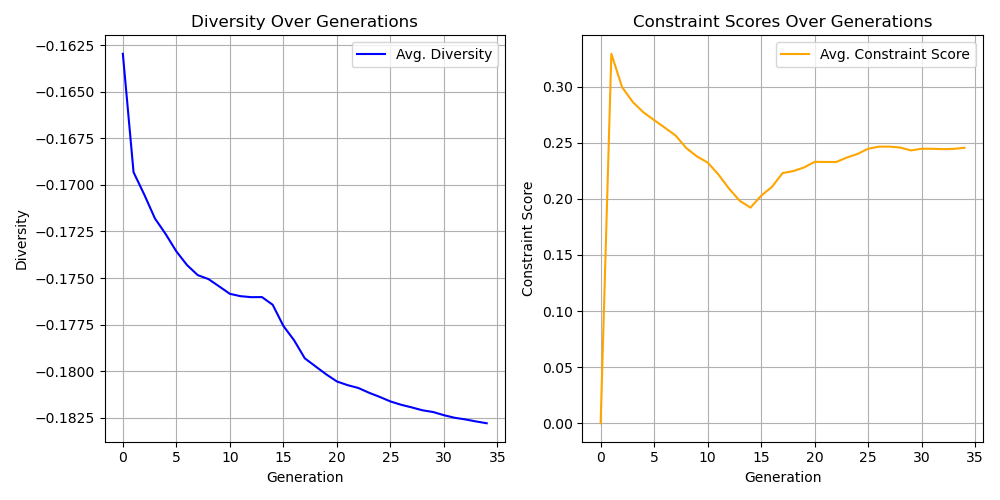 Diversity Over Generations
Avg. Diversity
−0.1625
−0.1650
−0.1675
−0.1700
−0.1725
−0.1750
−0.1775
−0.1800
−0.1825
Diversity
0 5 10 15 20 25 30 35
Generation
Constraint Scores Over Generations
Avg. Constraint Score
0.30
0.25
0.20
0.15
0.10
0.05
0.00
Constraint Score
0 5 10 15 20 25 30 35
Generation